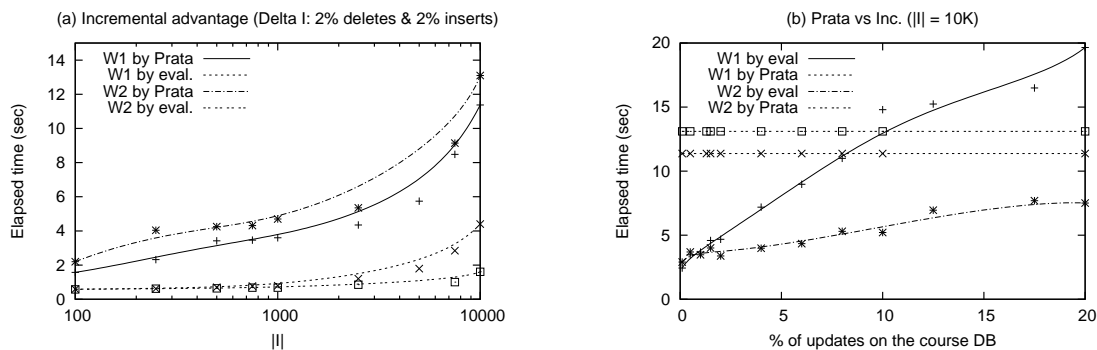 (a) Incremental advantage (Delta I: 2% deletes & 2% inserts)
14
12
10
8
6
4
2
0
Elapsed time (sec)
W1 by Prata
W1 by eval.
W2 by Prata
W2 by eval.
100
1000
10000
|I|
(b) Prata vs Inc. (|I| = 10K)
20
15
10
5
0
Elapsed time (sec)
W1 by eval
W1 by Prata
W2 by eval
W2 by Prata
0
5
10
15
20
% of updates on the course DB